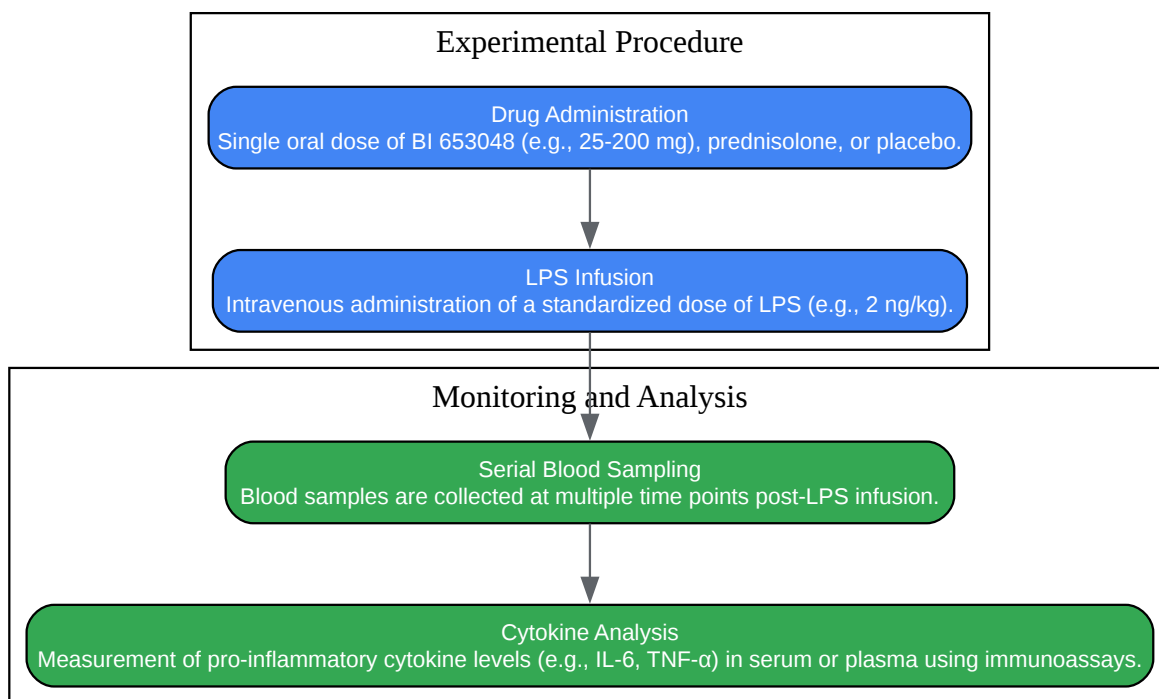 Experimental Procedure
Drug Administration
Single oral dose of BI 653048 (e.g., 25-200 mg), prednisolone, or placebo.
LPS Infusion
Intravenous administration of a standardized dose of LPS (e.g., 2 ng/kg).
Monitoring and Analysis
Serial Blood Sampling
Blood samples are collected at multiple time points post-LPS infusion.
Cytokine Analysis
Measurement of pro-inflammatory cytokine levels (e.g., IL-6, TNF-α) in serum or plasma using immunoassays.